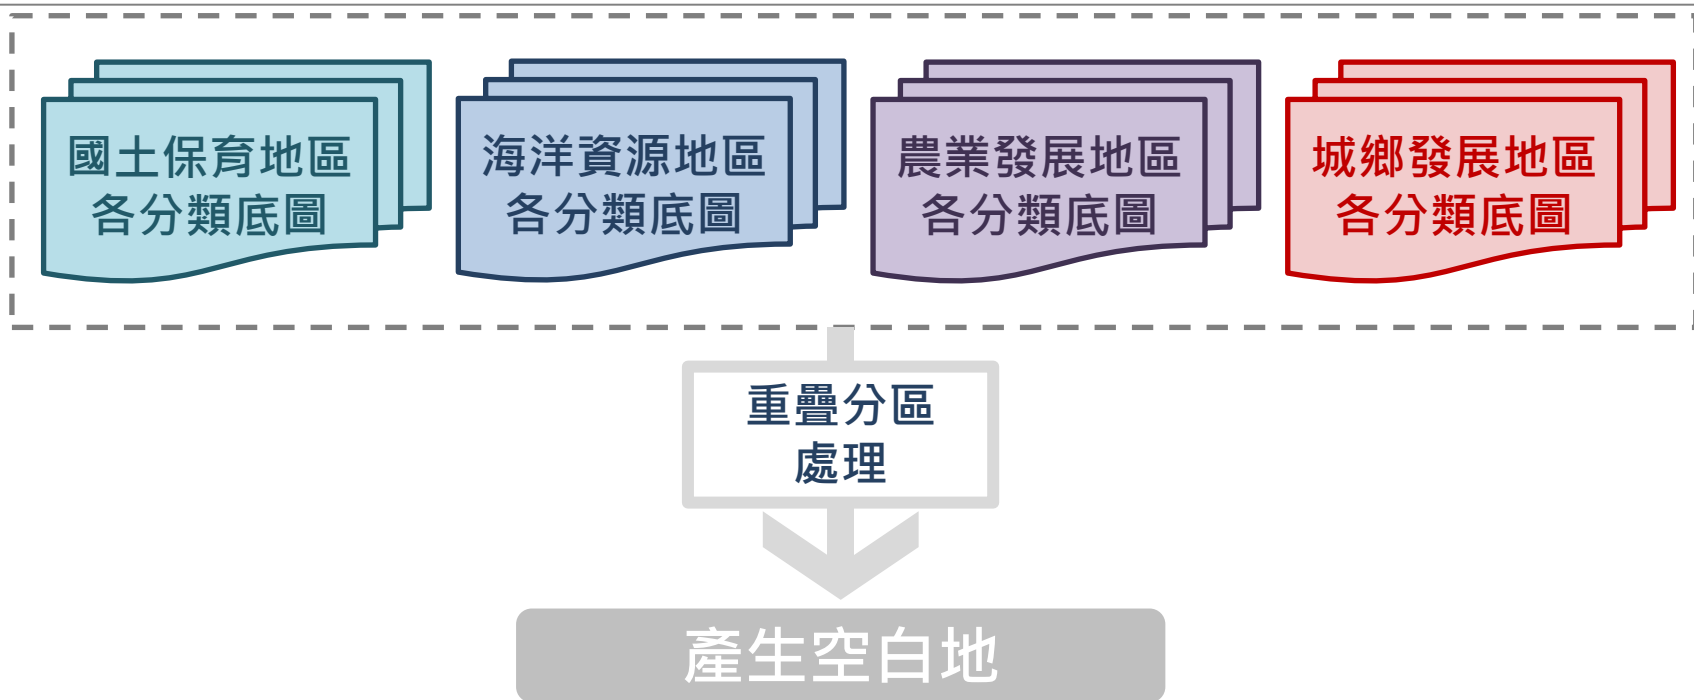 國土保育地區
各分類底圖
海洋資源地區
各分類底圖
農業發展地區
各分類底圖
城鄉發展地區
各分類底圖
重疊分區
處理
產生空白地